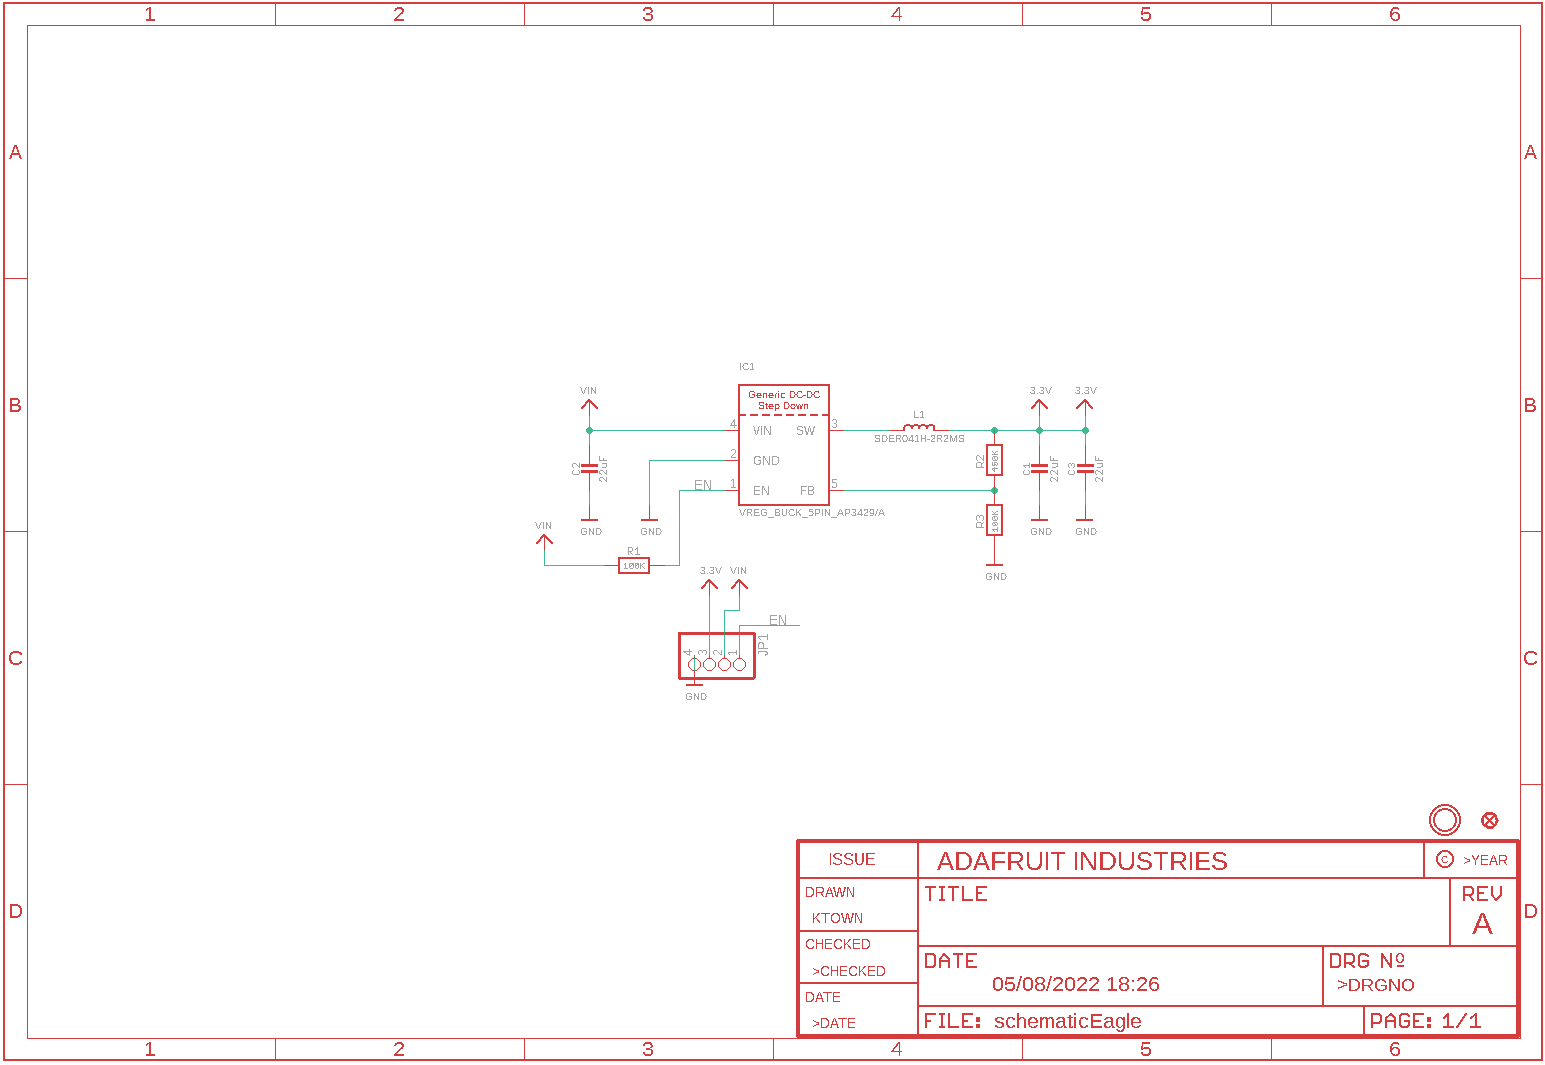 1 2 3 4 5 6
A A
B B
C C
D D
IC1
Generic DC-DC
Step Down
VIN
3.3V 3.3V
4 VIN SW 3
L1
SDER041H-2R2MS
2 GND
C2 22uF
R2
C1 22uF
C3 22uF
EN 1 EN FB 5
VREG_BUCK_5PIN_AP3429/A
R3 100K
VIN
GND GND GND GND
R1
100K
GND
3.3V VIN
EN
4 3 2 1 JP1
GND
ISSUE ADAFRUIT INDUSTRIES © >YEAR
DRAWN
KTOWN
TITLE
REV
A
CHECKED
>CHECKED
DATE
05/08/2022 18:26
DRG Nº
>DRGNO
DATE
>DATE
FILE: schematicEagle
PAGE: 1/1
1 2 3 4 5 6